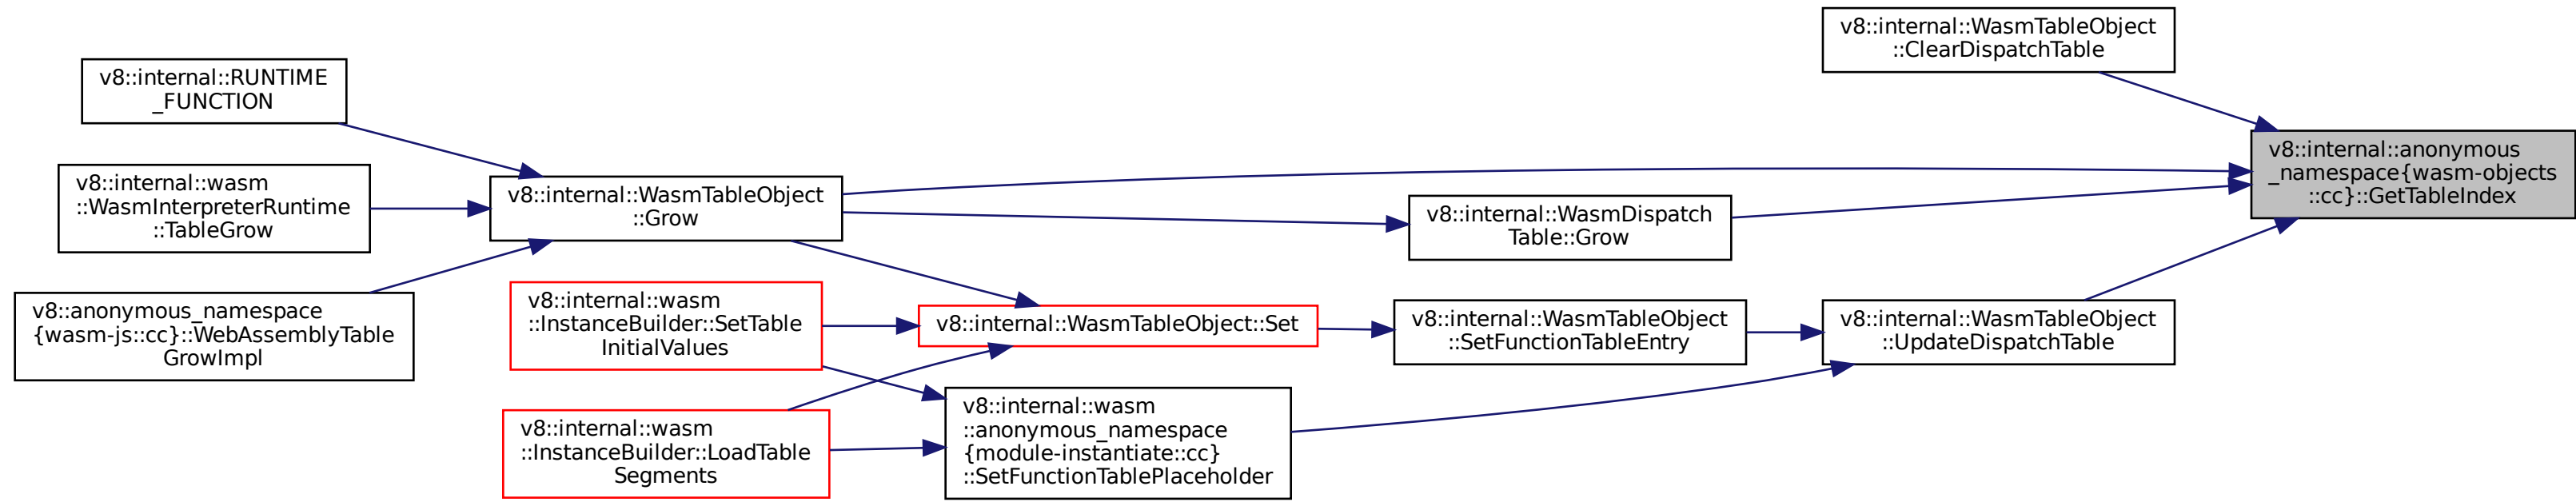 v8::internal::WasmTableObject
::ClearDispatchTable
v8::internal::RUNTIME
_FUNCTION
v8::internal::anonymous
_namespace{wasm-objects
::cc}::GetTableIndex
v8::internal::wasm
::WasmInterpreterRuntime
::TableGrow
v8::internal::WasmTableObject
::Grow
v8::internal::WasmDispatch
Table::Grow
v8::anonymous_namespace
{wasm-js::cc}::WebAssemblyTable
GrowImpl
v8::internal::wasm
::InstanceBuilder::SetTable
InitialValues
v8::internal::WasmTableObject::Set
v8::internal::WasmTableObject
::SetFunctionTableEntry
v8::internal::WasmTableObject
::UpdateDispatchTable
v8::internal::wasm
::InstanceBuilder::LoadTable
Segments
v8::internal::wasm
::anonymous_namespace
{module-instantiate::cc}
::SetFunctionTablePlaceholder